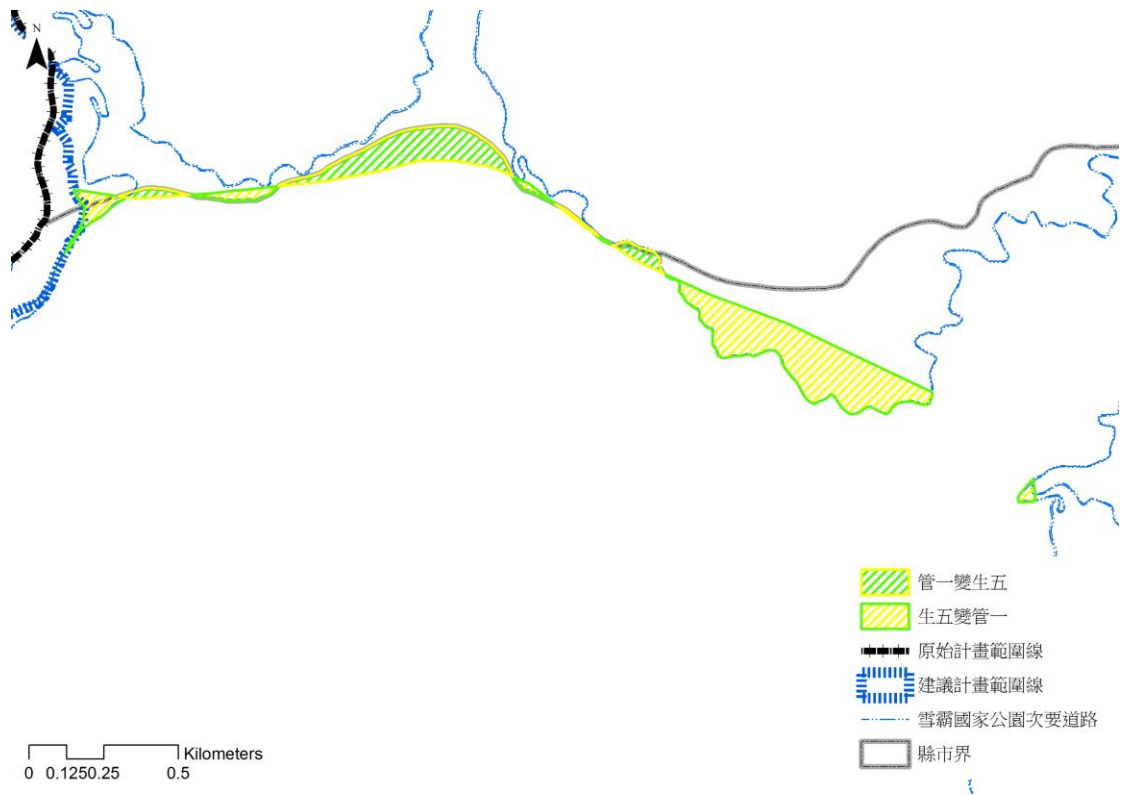 N
管一變生五
生五變管一
原始計畫範圍線
建議計畫範圍線
雪霸國家公園次要道路
縣市界
Kilometers
0 0.1250.25 0.5